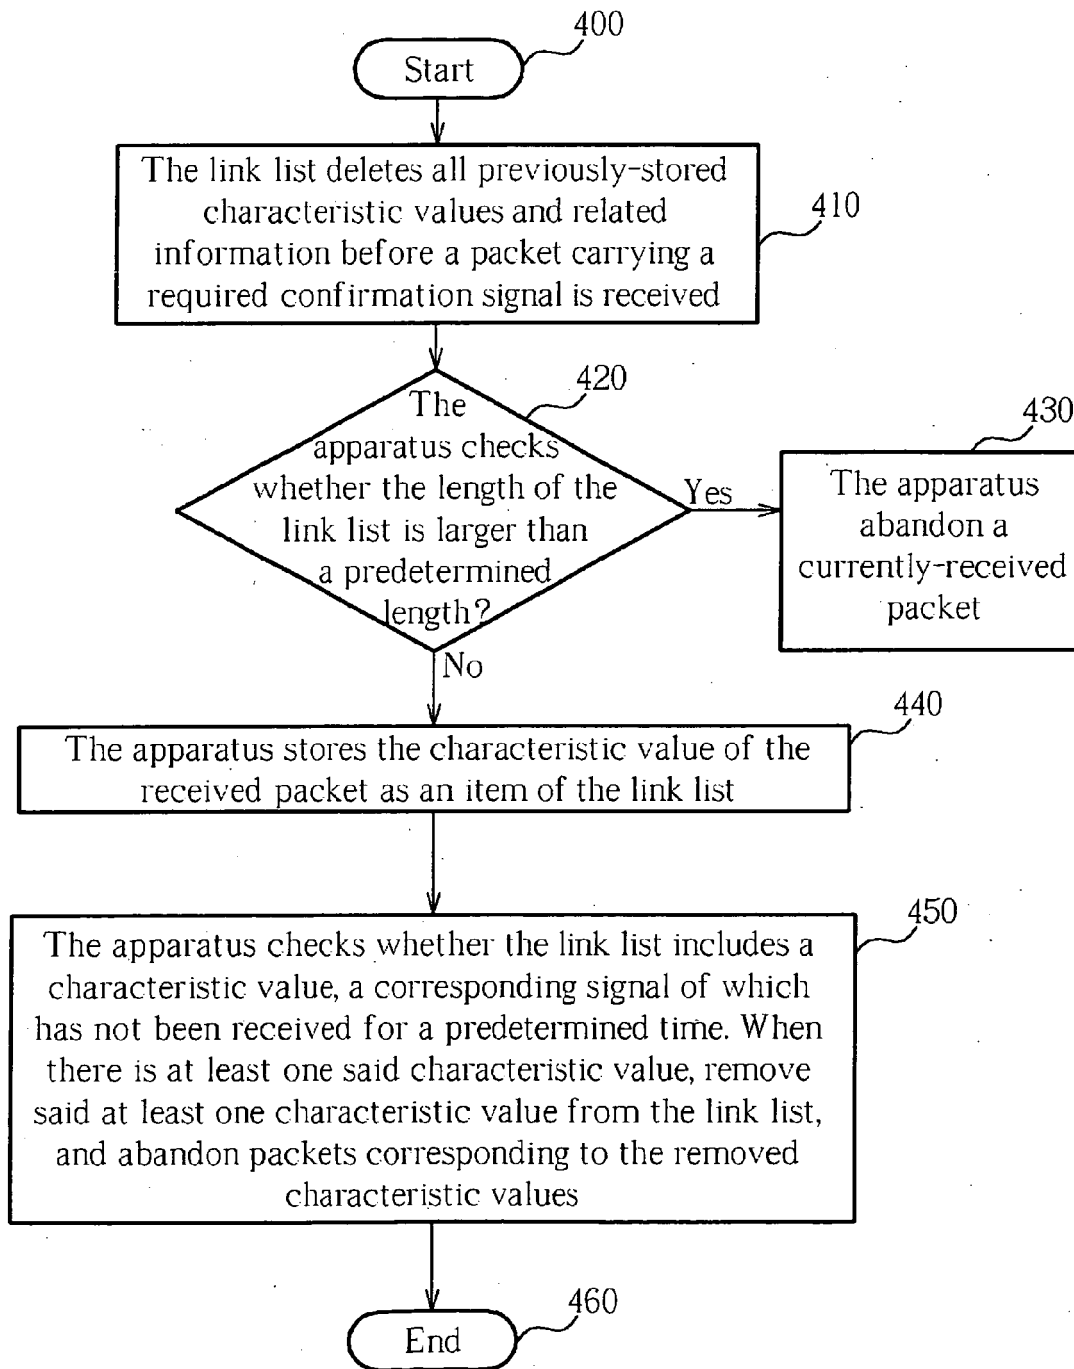 400
Start
The link list deletes all previously-stored
characteristic values and related
information before a packet carrying a
required confirmation signal is received
410
420
The
apparatus checks
whether the length of the
link list is larger than
a predetermined
length?
Yes
430
The apparatus
abandon a
currently-received
packet
No
440
The apparatus stores the characteristic value of the
received packet as an item of the link list
450
The apparatus checks whether the link list includes a
characteristic value, a corresponding signal of which
has not been received for a predetermined time. When
there is at least one said characteristic value, remove
said at least one characteristic value from the link list,
and abandon packets corresponding to the removed
characteristic values
460
End